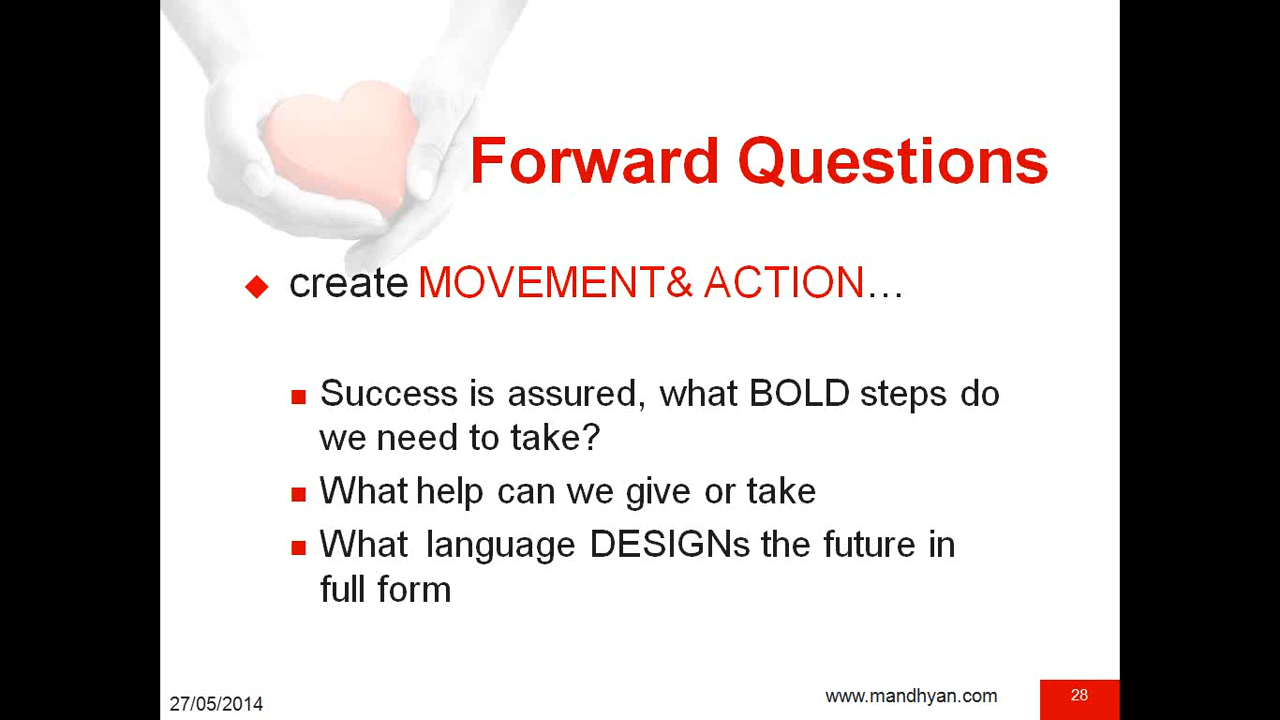 Forward Questions
create MOVEMENT& ACTION...
Success is assured, what BOLD steps do
we need to take?
What help can we give or take
What language DESIGNs the future in
full form
27/05/2014
www.mandhyan.com
28